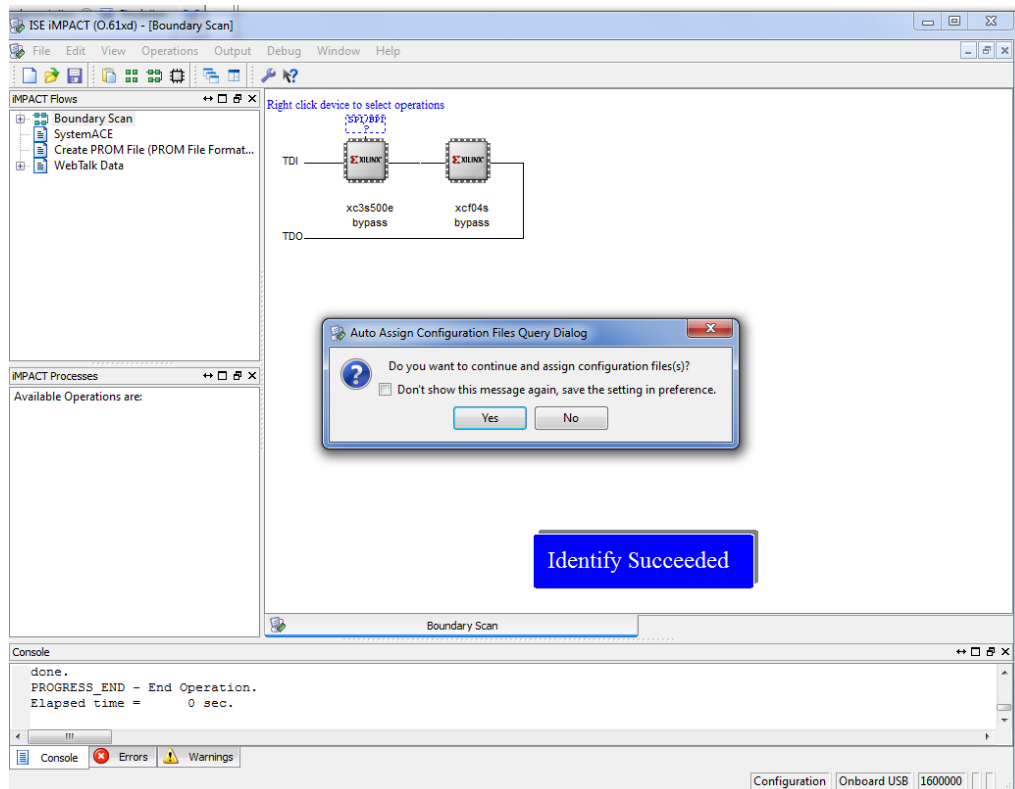 ISE iMPACT (O.61xd) - [Boundary Scan]
File Edit View Operations Output Debug Window Help
iMPACT Flows
Boundary Scan
SystemACE
Create PROM File (PROM File Format...
WebTalk Data
Right click device to select operations
SPI/BPI
?
TDI
XILINX
XILINX
xc3s500e
bypass
xcf04s
bypass
TDO
Auto Assign Configuration Files Query Dialog
Do you want to continue and assign configuration files(s)?
Don't show this message again, save the setting in preference.
Yes No
iMPACT Processes
Available Operations are:
Identify Succeeded
Boundary Scan
Console
done.
PROGRESS_END - End Operation.
Elapsed time = 0 sec.
Console Errors Warnings
Configuration Onboard USB 1600000